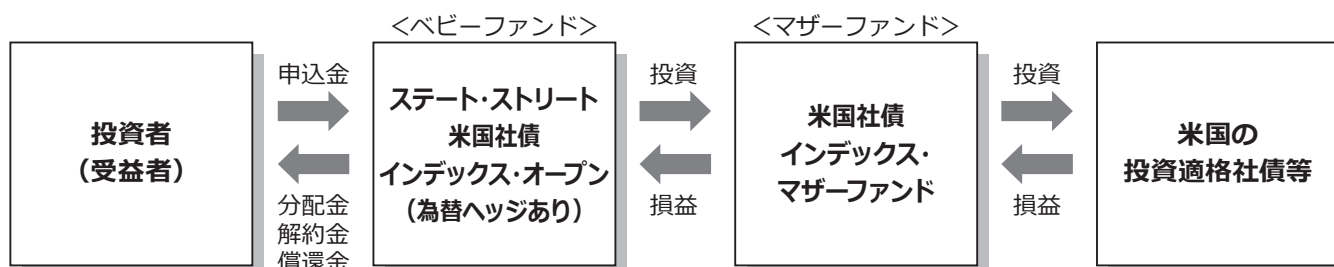 <ベビーファンド>
<マザーファンド>
投資者
(受益者)
申込金
分配金
解約金
償還金
ステート・ストリート
米国社債
インデックス・オープン
(為替ヘッジあり)
投資
損益
米国社債
インデックス・
マザーファンド
投資
損益
米国の
投資適格社債等